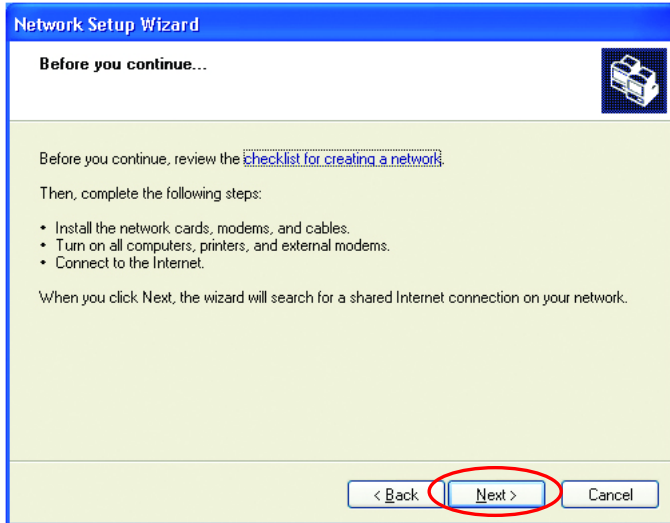 Network Setup Wizard
Before you continue...
Before you continue, review the checklist for creating a network.
Then, complete the following steps:
• Install the network cards, modems, and cables.
• Turn on all computers, printers, and external modems.
• Connect to the Internet.
When you click Next, the wizard will search for a shared Internet connection on your network.
< Back Next > Cancel